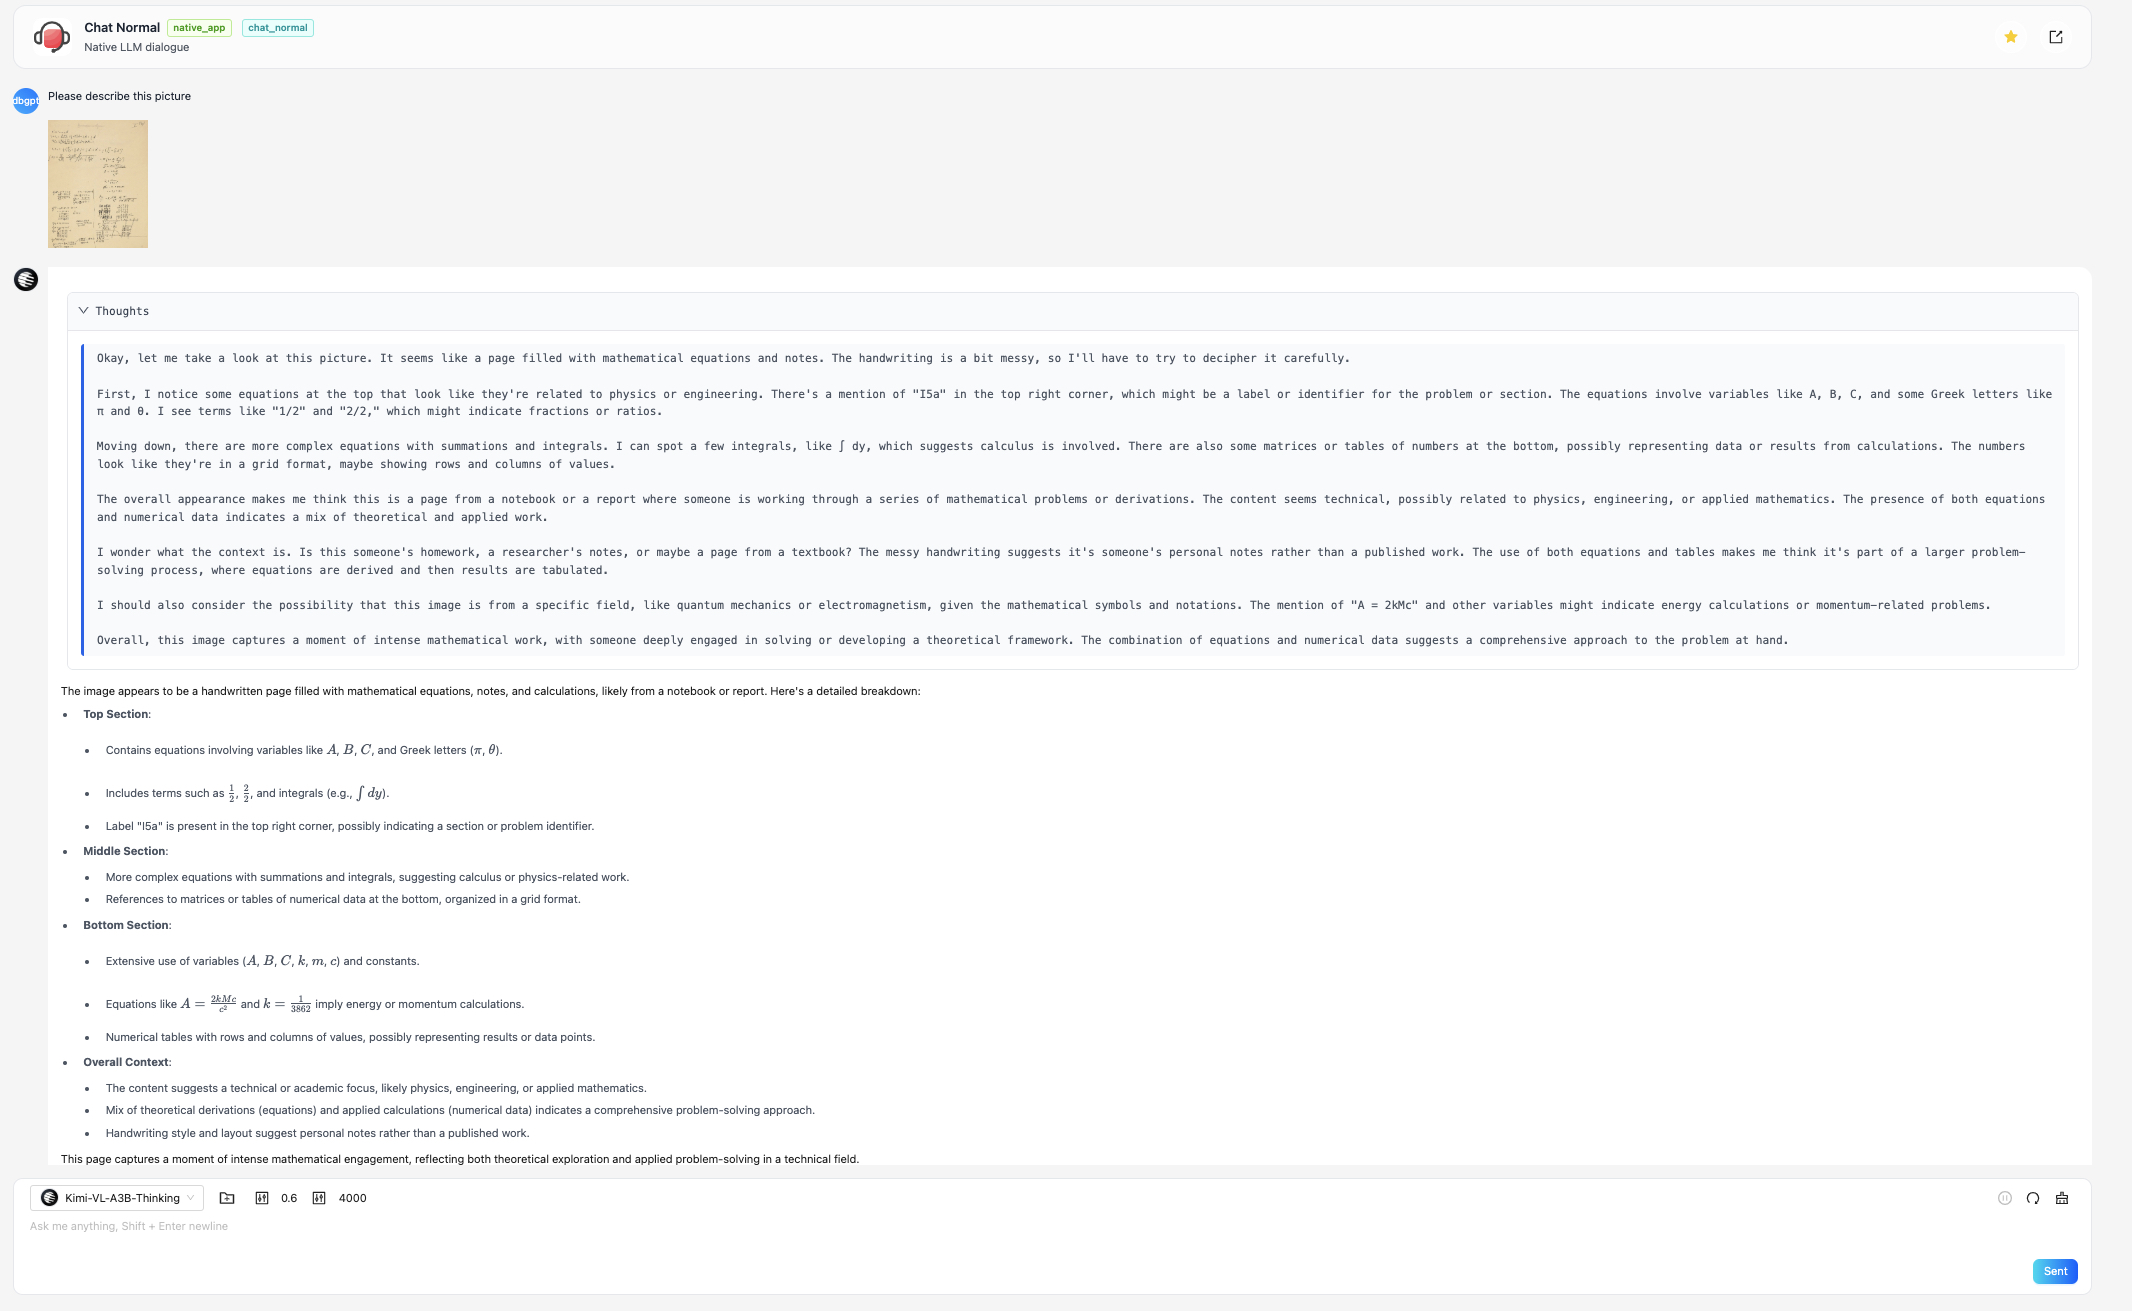 Chat Normal native_app chat_normal
Native LLM dialogue
dbgpt
Please describe this picture
Thoughts
Okay, let me take a look at this picture. It seems like a page filled with mathematical equations and notes. The handwriting is a bit messy, so I'll have to try to decipher it carefully.
First, I notice some equations at the top that look like they're related to physics or engineering. There's a mention of "I5a" in the top right corner, which might be a label or identifier for the problem or section. The equations involve variables like A, B, C, and some Greek letters like
π and θ. I see terms like "1/2" and "2/2," which might indicate fractions or ratios.
Moving down, there are more complex equations with summations and integrals. I can spot a few integrals, like ∫ dy, which suggests calculus is involved. There are also some matrices or tables of numbers at the bottom, possibly representing data or results from calculations. The numbers
look like they're in a grid format, maybe showing rows and columns of values.
The overall appearance makes me think this is a page from a notebook or a report where someone is working through a series of mathematical problems or derivations. The content seems technical, possibly related to physics, engineering, or applied mathematics. The presence of both equations
and numerical data indicates a mix of theoretical and applied work.
I wonder what the context is. Is this someone's homework, a researcher's notes, or maybe a page from a textbook? The messy handwriting suggests it's someone's personal notes rather than a published work. The use of both equations and tables makes me think it's part of a larger problem-
solving process, where equations are derived and then results are tabulated.
I should also consider the possibility that this image is from a specific field, like quantum mechanics or electromagnetism, given the mathematical symbols and notations. The mention of "A = 2kMc" and other variables might indicate energy calculations or momentum-related problems.
Overall, this image captures a moment of intense mathematical work, with someone deeply engaged in solving or developing a theoretical framework. The combination of equations and numerical data suggests a comprehensive approach to the problem at hand.
The image appears to be a handwritten page filled with mathematical equations, notes, and calculations, likely from a notebook or report. Here's a detailed breakdown:
• Top Section:
• Contains equations involving variables like A, B, C, and Greek letters (π, θ).
• Includes terms such as 1/2, 2/2, and integrals (e.g., ∫ dy).
• Label "I5a" is present in the top right corner, possibly indicating a section or problem identifier.
• Middle Section:
• More complex equations with summations and integrals, suggesting calculus or physics-related work.
• References to matrices or tables of numerical data at the bottom, organized in a grid format.
• Bottom Section:
• Extensive use of variables (A, B, C, k, m, c) and constants.
• Equations like A = 2kMc/c² and k = 1/3862 imply energy or momentum calculations.
• Numerical tables with rows and columns of values, possibly representing results or data points.
• Overall Context:
• The content suggests a technical or academic focus, likely physics, engineering, or applied mathematics.
• Mix of theoretical derivations (equations) and applied calculations (numerical data) indicates a comprehensive problem-solving approach.
• Handwriting style and layout suggest personal notes rather than a published work.
This page captures a moment of intense mathematical engagement, reflecting both theoretical exploration and applied problem-solving in a technical field.
Kimi-VL-A3B-Thinking 0.6 4000
Ask me anything, Shift + Enter newline
Sent